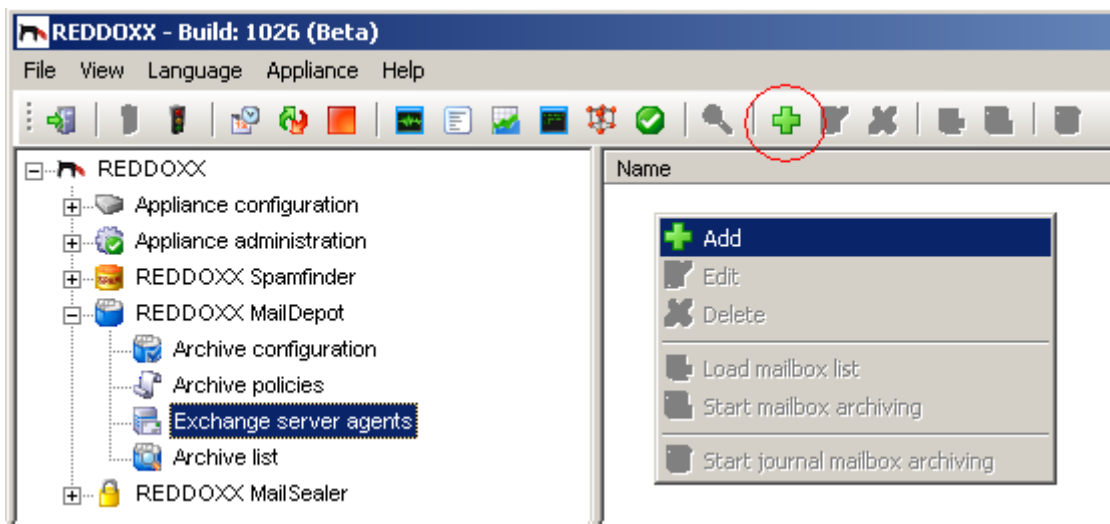 REDDOXX - Build: 1026 (Beta)
File View Language Appliance Help
REDDOXX
Appliance configuration
Appliance administration
REDDOXX Spamfinder
REDDOXX MailDepot
Archive configuration
Archive policies
Exchange server agents
Archive list
REDDOXX MailSealer
Name
Add
Edit
Delete
Load mailbox list
Start mailbox archiving
Start journal mailbox archiving